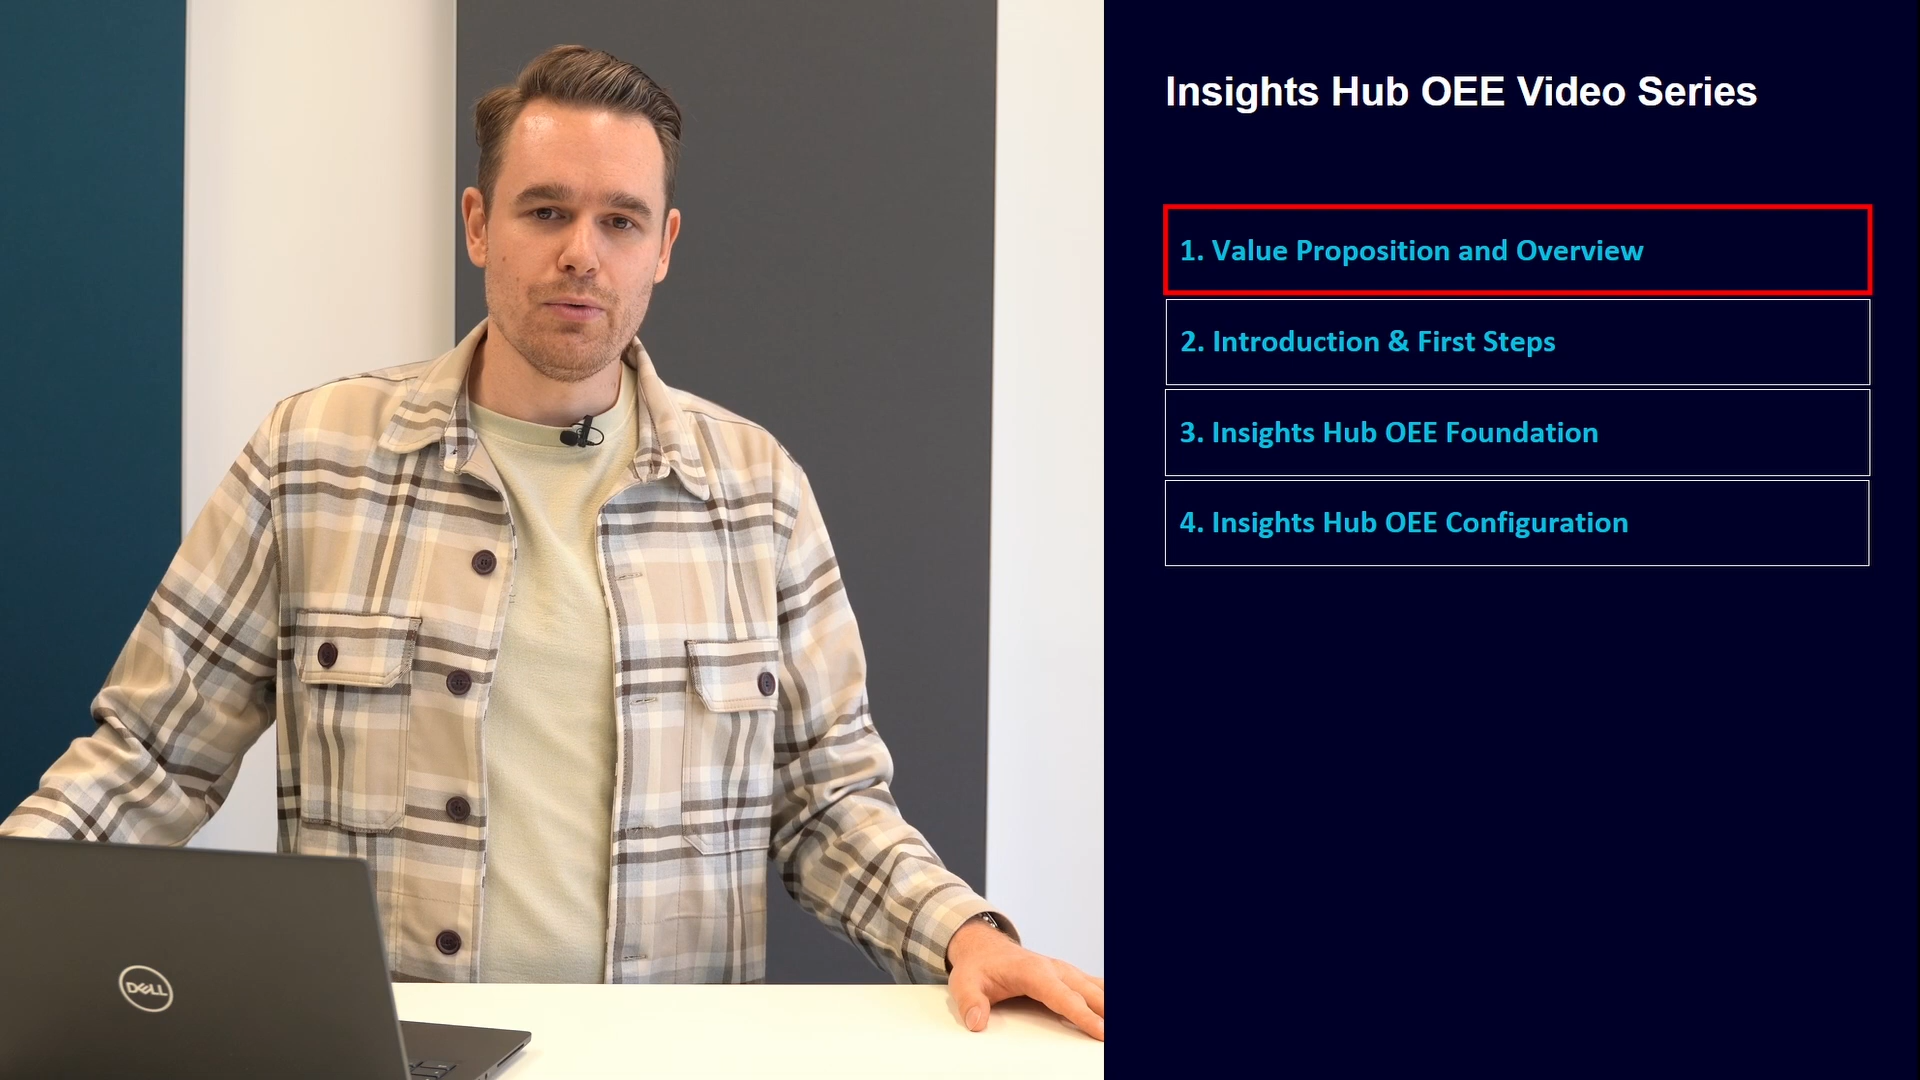 Insights Hub OEE Video Series
1. Value Proposition and Overview
2. Introduction & First Steps
3. Insights Hub OEE Foundation
4. Insights Hub OEE Configuration
DELL